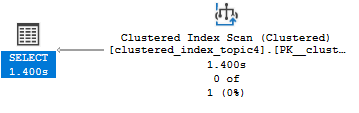 Clustered Index Scan (Clustered)
[clustered_index_topic4].[PK__clust…
SELECT
1.400s
1.400s
0 of
1 (0%)